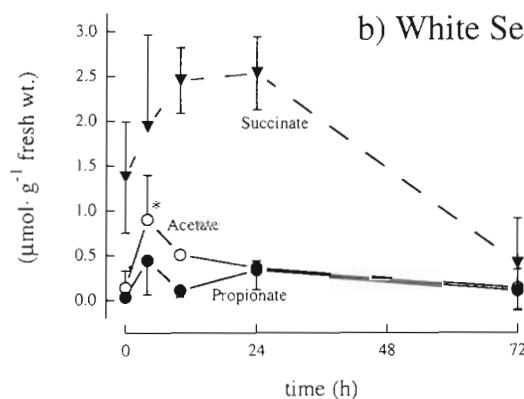 b) White Se
3.0
2.5
2.0
1.5
1.0
0.5
0.0
(µmol· g⁻¹ fresh wt.)
Succinate
*
Acetate
Propionate
0
24
48
72
time (h)